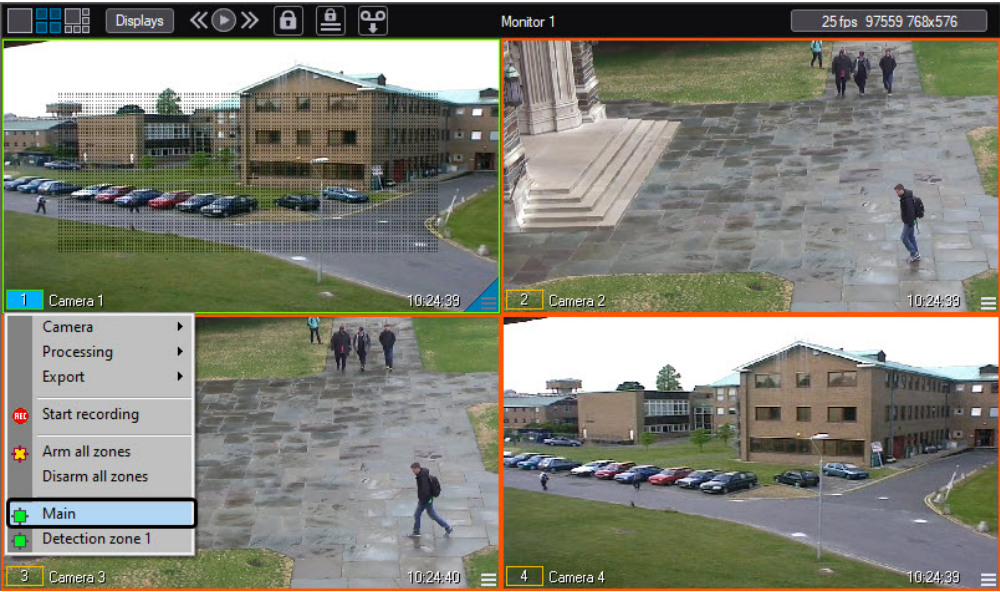 Displays
Monitor 1
25 fps 97559 768x576
1 Camera 1 10:24:39
2 Camera 2 10:24:39
Camera
Processing
Export
REC Start recording
Arm all zones
Disarm all zones
Main
Detection zone 1
3 Camera 3 10:24:40
4 Camera 4 10:24:39